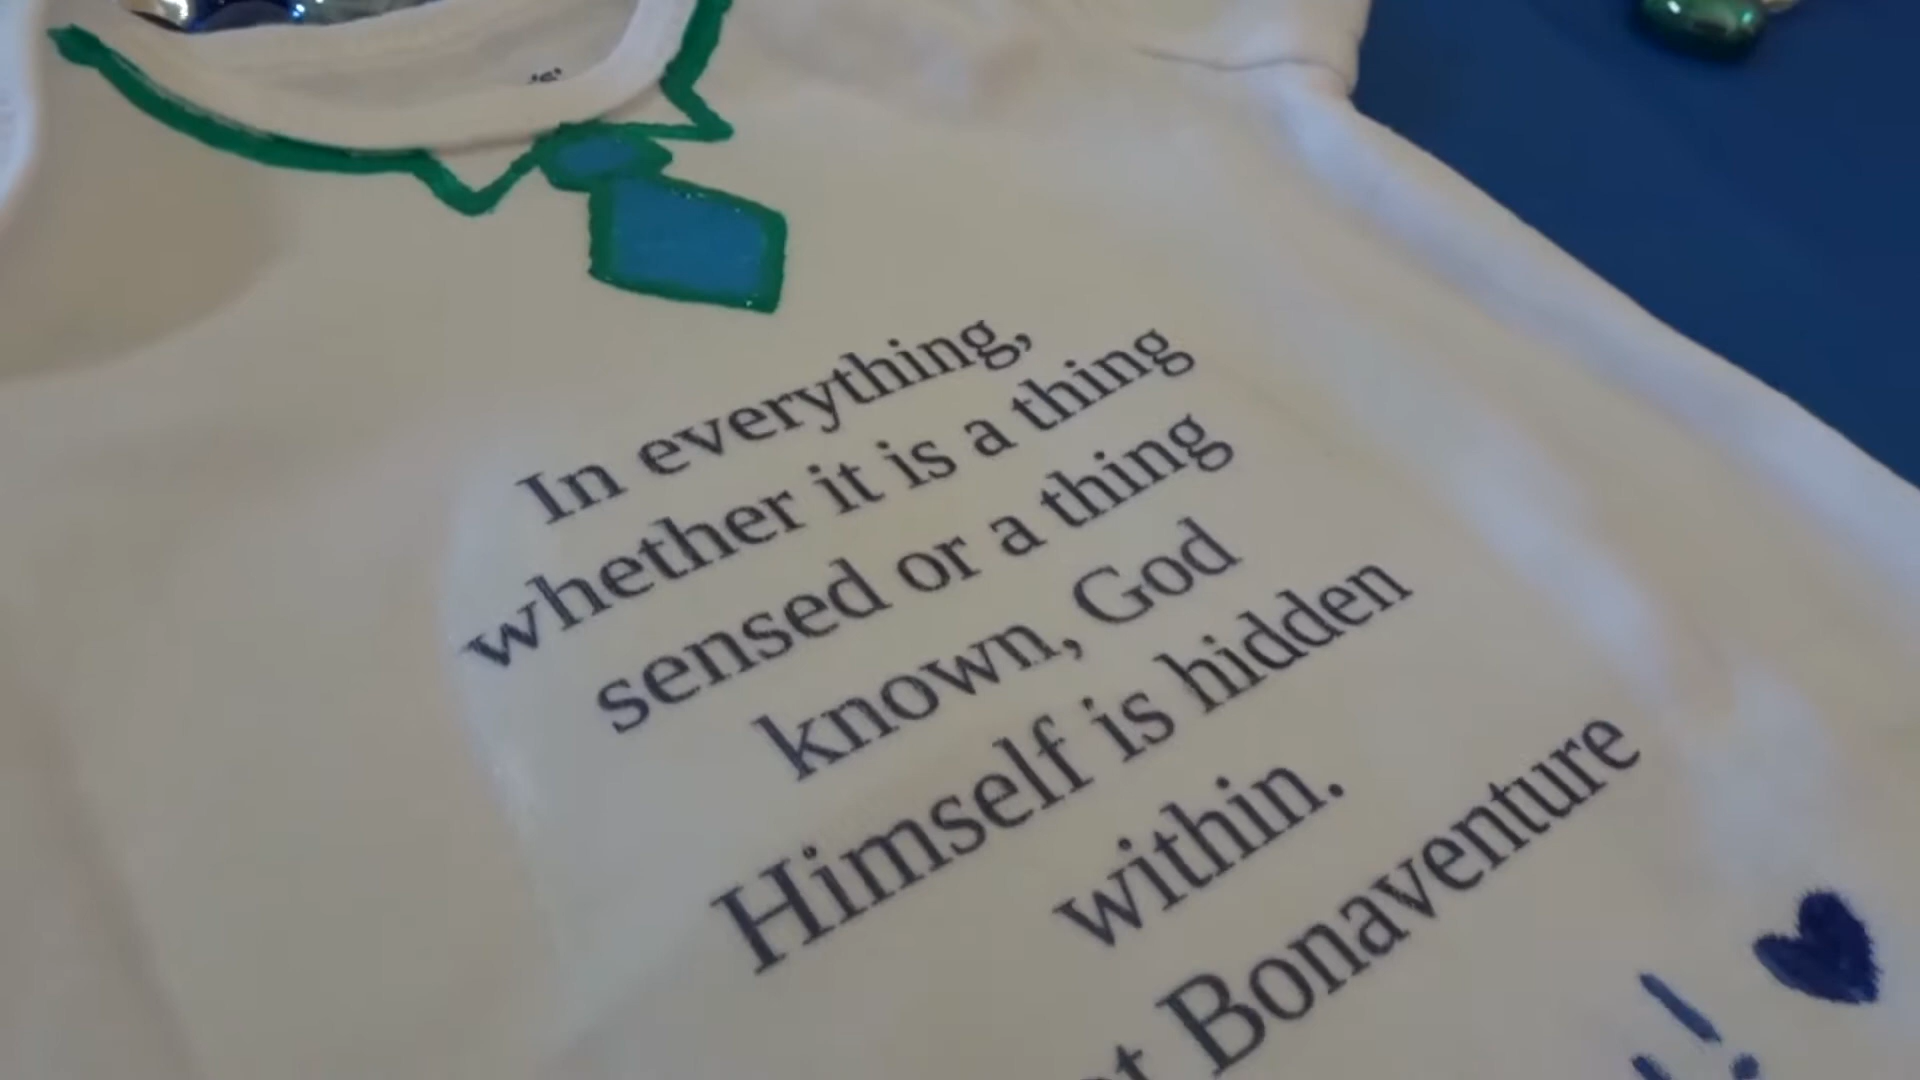 In everything,
whether it is a thing
sensed or a thing
known, God
Himself is hidden
within.
Bonaventure